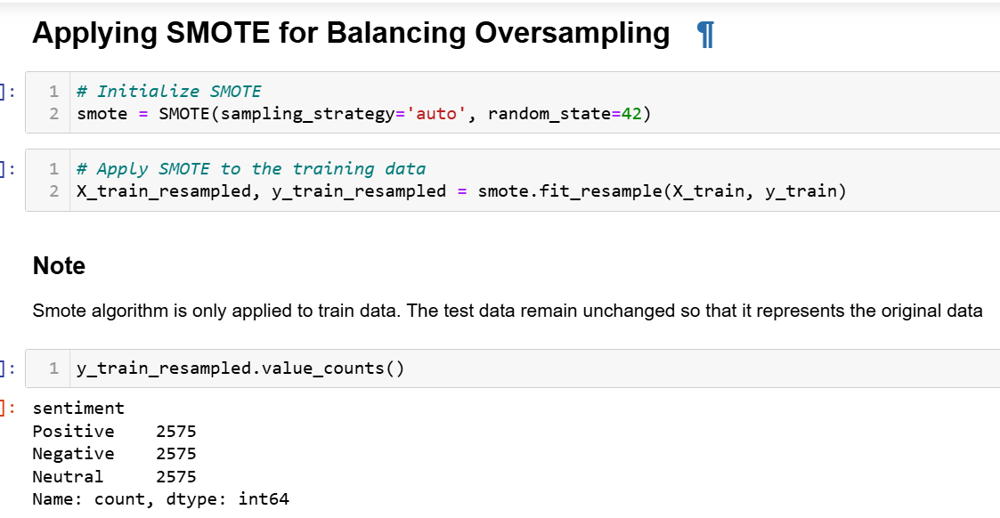 Applying SMOTE for Balancing Oversampling ¶
]:
1 # Initialize SMOTE
2 smote = SMOTE(sampling_strategy='auto', random_state=42)
]:
1 # Apply SMOTE to the training data
2 X_train_resampled, y_train_resampled = smote.fit_resample(X_train, y_train)
Note
Smote algorithm is only applied to train data. The test data remain unchanged so that it represents the original data
]:
1 y_train_resampled.value_counts()
]:
sentiment
Positive 2575
Negative 2575
Neutral 2575
Name: count, dtype: int64